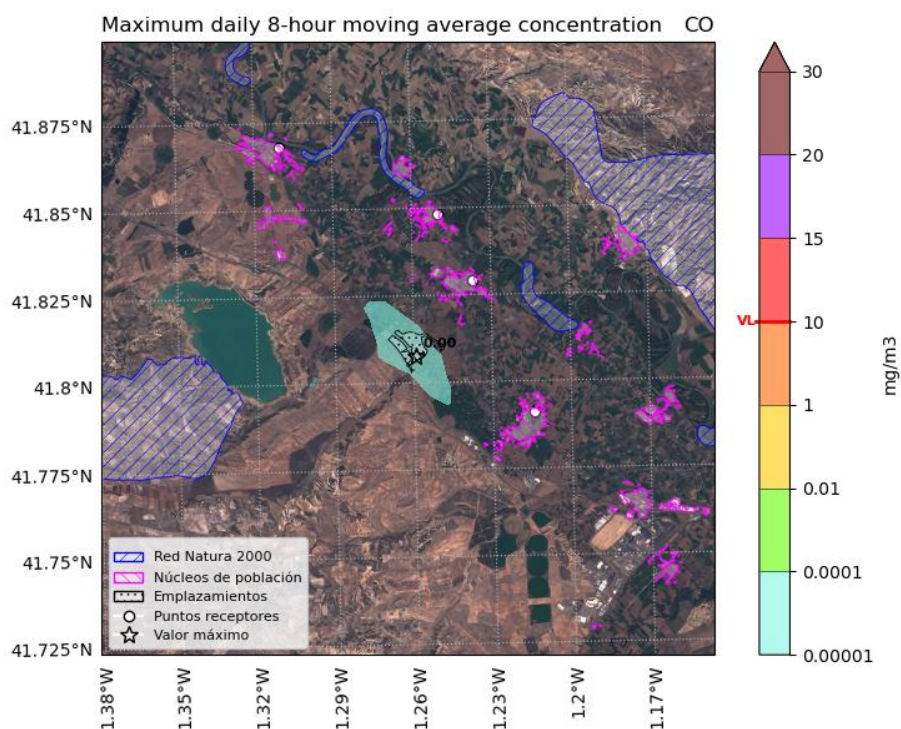 Maximum daily 8-hour moving average concentration CO
41.875°N
41.85°N
41.825°N
41.8°N
41.775°N
41.75°N
41.725°N
0.00
Red Natura 2000
Núcleos de población
Emplazamientos
Puntos receptores
Valor máximo
1.38°W
1.35°W
1.32°W
1.29°W
1.26°W
1.23°W
1.2°W
1.17°W
30
20
15
VL
10
1
0.01
0.0001
0.00001
mg/m3